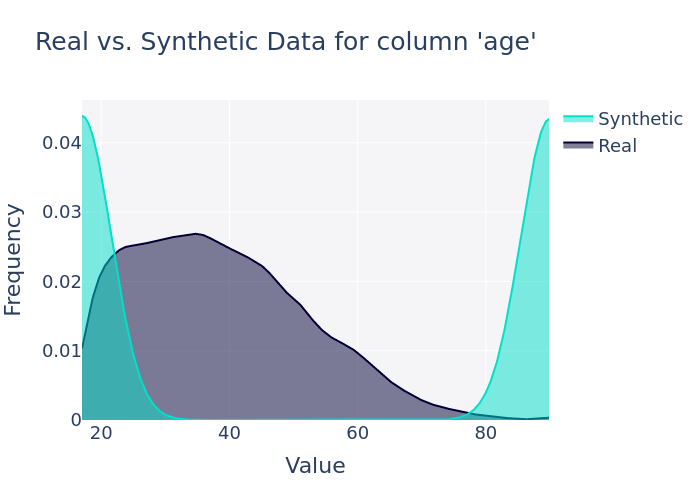 Real vs. Synthetic Data for column 'age'
Synthetic
Real
Frequency
0.04
0.03
0.02
0.01
0
20 40 60 80
Value